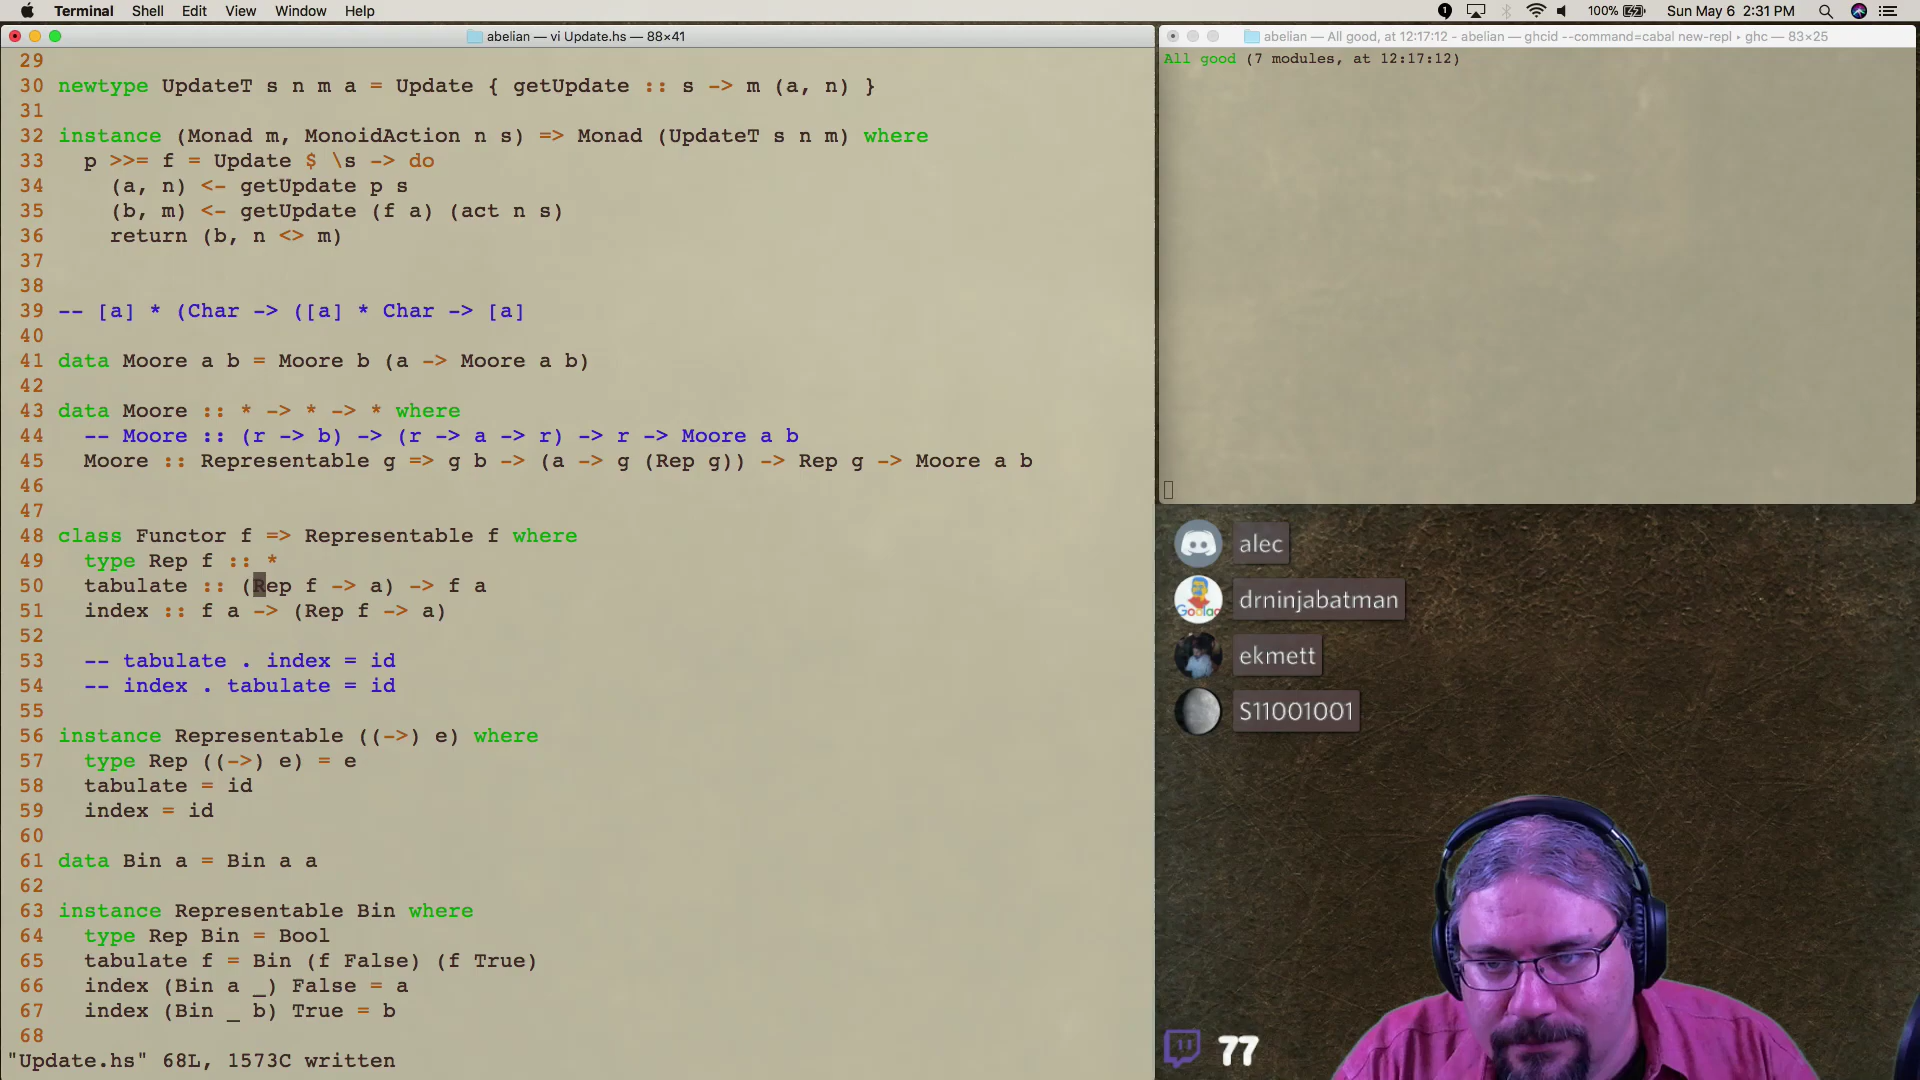 Terminal Shell Edit View Window Help
1 100% Sun May 6 2:31 PM
abelian — vi Update.hs — 88×41
29
30 newtype UpdateT s n m a = Update { getUpdate :: s -> m (a, n) }
31
32 instance (Monad m, MonoidAction n s) => Monad (UpdateT s n m) where
33   p >>= f = Update $ \s -> do
34     (a, n) <- getUpdate p s
35     (b, m) <- getUpdate (f a) (act n s)
36     return (b, n <> m)
37
38
39 -- [a] * (Char -> ([a] * Char -> [a]
40
41 data Moore a b = Moore b (a -> Moore a b)
42
43 data Moore :: * -> * -> * where
44   -- Moore :: (r -> b) -> (r -> a -> r) -> r -> Moore a b
45   Moore :: Representable g => g b -> (a -> g (Rep g)) -> Rep g -> Moore a b
46
47
48 class Functor f => Representable f where
49   type Rep f :: *
50   tabulate :: (Rep f -> a) -> f a
51   index :: f a -> (Rep f -> a)
52
53   -- tabulate . index = id
54   -- index . tabulate = id
55
56 instance Representable ((->) e) where
57   type Rep ((->) e) = e
58   tabulate = id
59   index = id
60
61 data Bin a = Bin a a
62
63 instance Representable Bin where
64   type Rep Bin = Bool
65   tabulate f = Bin (f False) (f True)
66   index (Bin a _) False = a
67   index (Bin _ b) True = b
68
"Update.hs" 68L, 1573C written
abelian — All good, at 12:17:12 - abelian — ghcid --command=cabal new-repl ▸ ghc — 83×25
All good (7 modules, at 12:17:12)
alec
drninjabatman
ekmett
S11001001
77